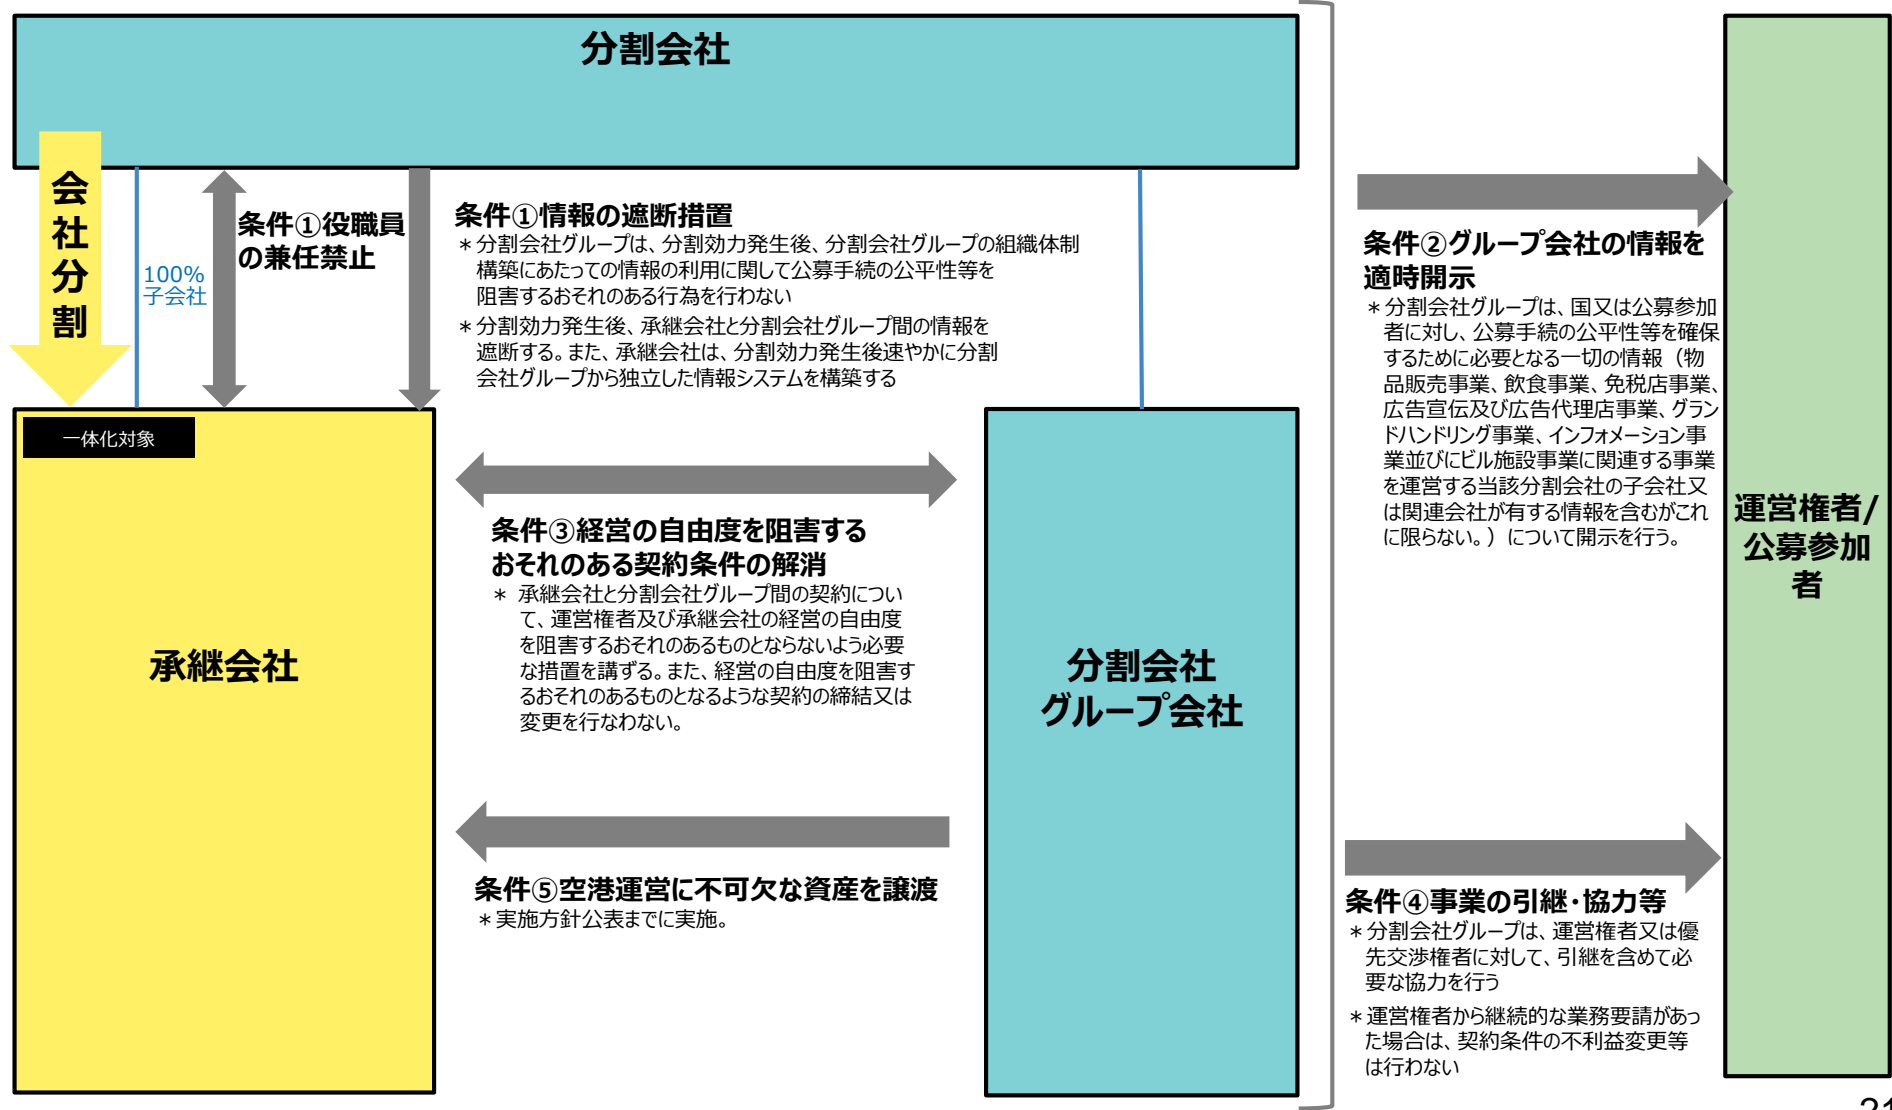 分割会社
会社分割
100%
子会社
条件①役職員
の兼任禁止
条件①情報の遮断措置
＊分割会社グループは、分割効力発生後、分割会社グループの組織体制
構築にあたっての情報の利用に関して公募手続の公平性等を
阻害するおそれのある行為を行わない
＊分割効力発生後、承継会社と分割会社グループ間の情報を
遮断する。また、承継会社は、分割効力発生後速やかに分割
会社グループから独立した情報システムを構築する
一体化対象
承継会社
条件③経営の自由度を阻害する
おそれのある契約条件の解消
＊ 承継会社と分割会社グループ間の契約につい
て、運営権者及び承継会社の経営の自由度
を阻害するおそれのあるものとならないよう必要
な措置を講ずる。また、経営の自由度を阻害す
るおそれのあるものとなるような契約の締結又は
変更を行なわない。
条件⑤空港運営に不可欠な資産を譲渡
＊実施方針公表までに実施。
分割会社
グループ会社
条件②グループ会社の情報を
適時開示
＊分割会社グループは、国又は公募参加
者に対し、公募手続の公平性等を確保
するために必要となる一切の情報（物
品販売事業、飲食事業、免税店事業、
広告宣伝及び広告代理店事業、グラン
ドハンドリング事業、インフォメーション事
業並びにビル施設事業に関連する事業
を運営する当該分割会社の子会社又
は関連会社が有する情報を含むがこれ
に限らない。）について開示を行う。
条件④事業の引継・協力等
＊分割会社グループは、運営権者又は優
先交渉権者に対して、引継を含めて必
要な協力を行う
＊運営権者から継続的な業務要請があっ
た場合は、契約条件の不利益変更等
は行わない
運営権者/
公募参加
者
21